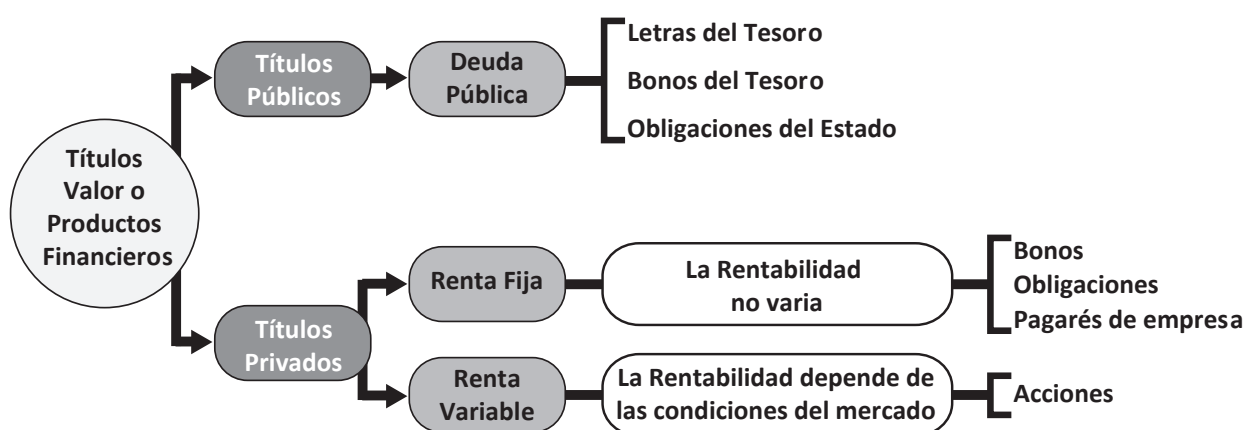 Títulos
Valor o
Productos
Financieros
Títulos
Públicos
Deuda
Pública
Letras del Tesoro
Bonos del Tesoro
Obligaciones del Estado
Títulos
Privados
Renta Fija
La Rentabilidad
no varia
Bonos
Obligaciones
Pagarés de empresa
Renta
Variable
La Rentabilidad depende de
las condiciones del mercado
Acciones